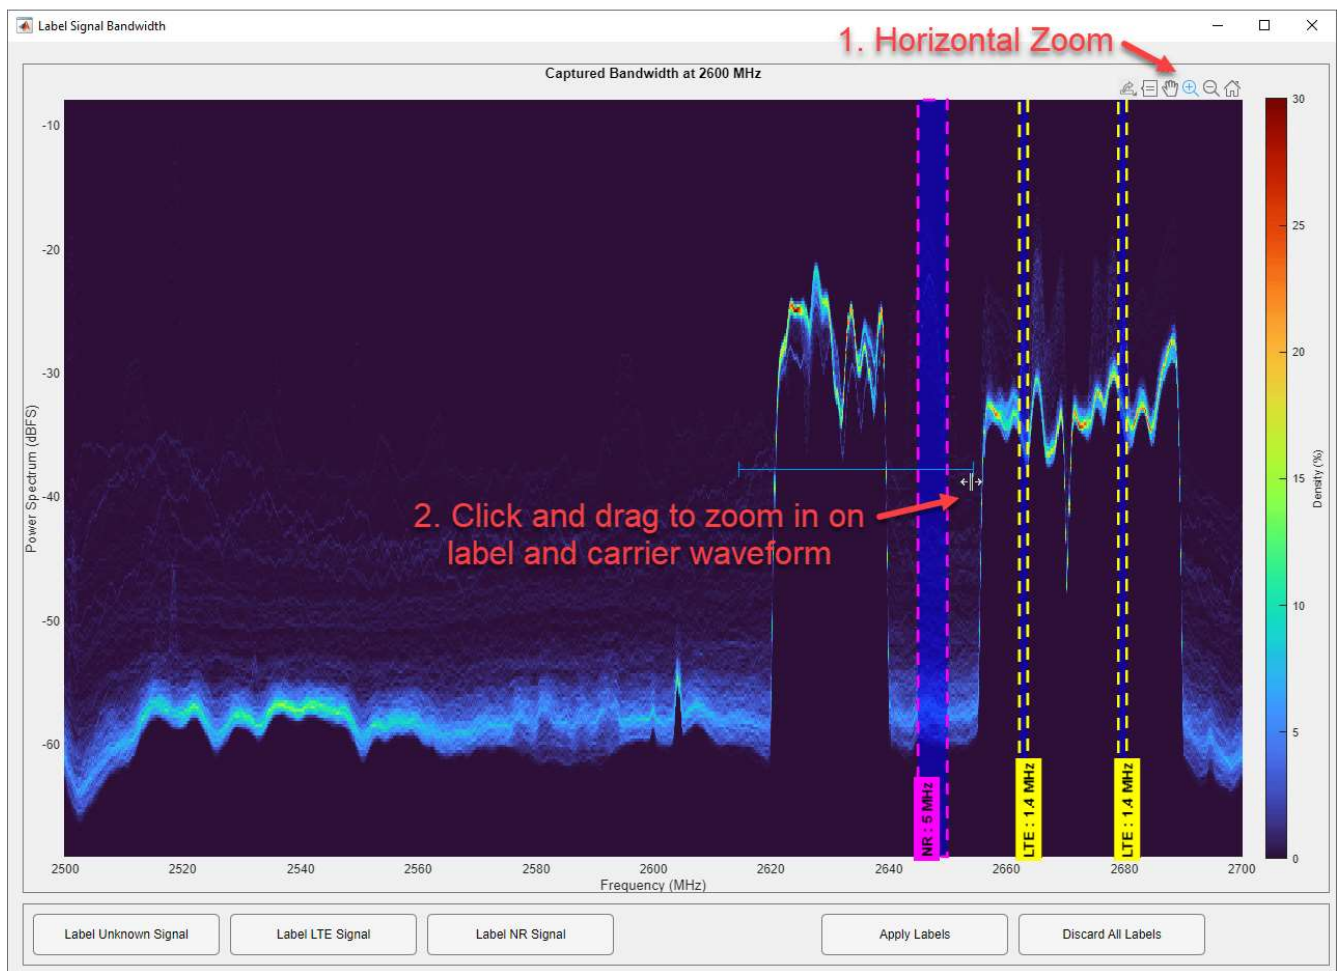 Label Signal Bandwidth
1. Horizontal Zoom
Captured Bandwidth at 2600 MHz
-10
-20
-30
-40
-50
-60
Power Spectrum (dBFS)
2. Click and drag to zoom in on
label and carrier waveform
NR : 5 MHz
LTE : 1.4 MHz
LTE : 1.4 MHz
2500 2520 2540 2560 2580 2600 2620 2640 2660 2680 2700
Frequency (MHz)
30
25
20
15
10
5
0
Density (%)
Label Unknown Signal
Label LTE Signal
Label NR Signal
Apply Labels
Discard All Labels